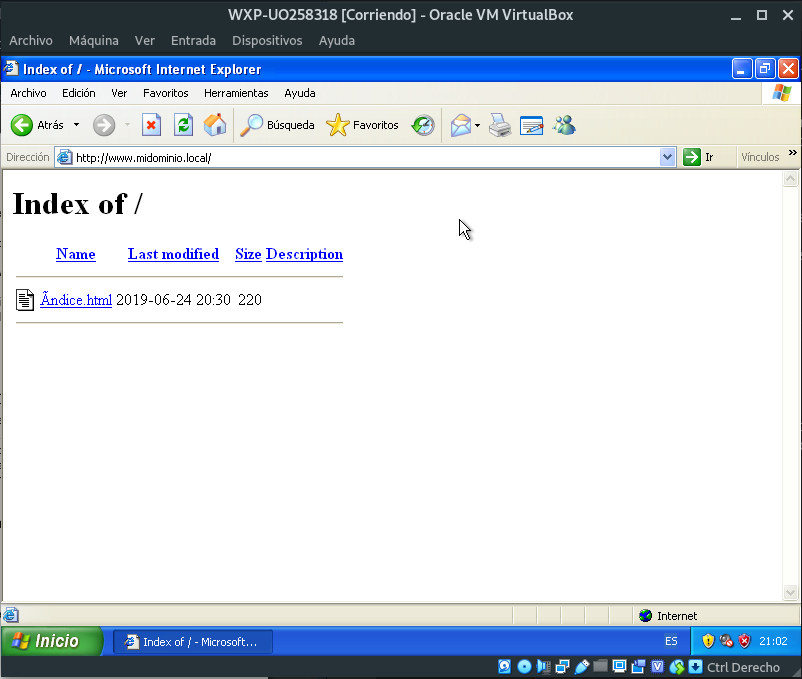 WXP-UO258318 [Corriendo] - Oracle VM VirtualBox
Archivo Máquina Ver Entrada Dispositivos Ayuda
Index of / - Microsoft Internet Explorer
Archivo Edición Ver Favoritos Herramientas Ayuda
Atrás Búsqueda Favoritos
Dirección http://www.midominio.local/ Ir Vínculos »
Index of /
Name Last modified Size Description
Ãndice.html 2019-06-24 20:30 220
Internet
Inicio Index of / - Microsoft... ES 21:02
Ctrl Derecho